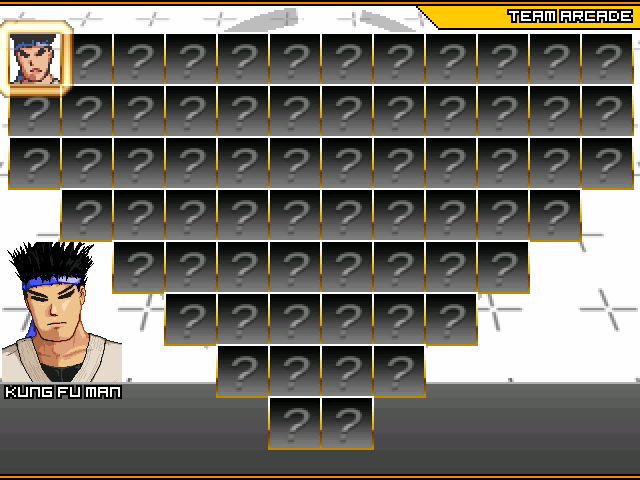 TEAM ARCADE
? ? ? ? ? ? ? ? ? ? ?
? ? ? ? ? ? ? ? ? ? ? ?
? ? ? ? ? ? ? ? ? ? ? ?
? ? ? ? ? ? ? ? ? ?
? ? ? ? ? ? ? ?
? ? ? ? ? ?
? ? ? ?
KUNG FU MAN
? ?